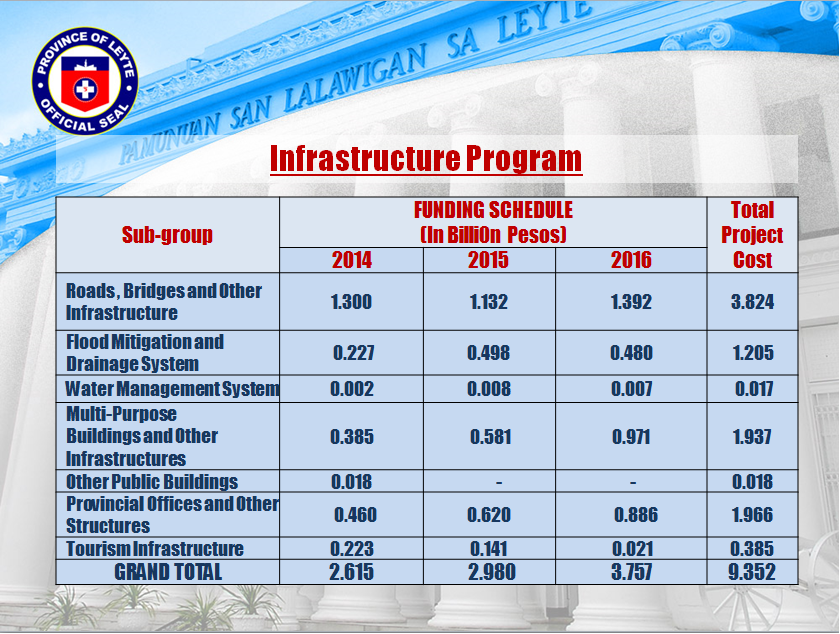 PROVINCE OF LEYTE
OFFICIAL SEAL
PAMUNUAN SAN LALAWIGAN SA LEYTE
Infrastructure Program
Sub-group
FUNDING SCHEDULE
(In Billi0n Pesos)
Total
Project
Cost
2014 2015 2016
Roads, Bridges and Other
Infrastructure
1.300 1.132 1.392 3.824
Flood Mitigation and
Drainage System
0.227 0.498 0.480 1.205
Water Management System 0.002 0.008 0.007 0.017
Multi-Purpose
Buildings and Other
Infrastructures
0.385 0.581 0.971 1.937
Other Public Buildings 0.018 - - 0.018
Provincial Offices and Other
Structures
0.460 0.620 0.886 1.966
Tourism Infrastructure 0.223 0.141 0.021 0.385
GRAND TOTAL 2.615 2.980 3.757 9.352